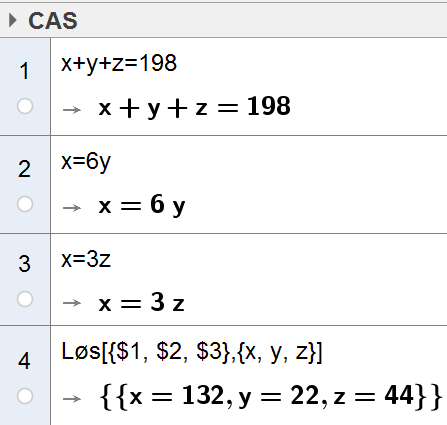 CAS
1
x+y+z=198
→ x + y + z = 198
2
x=6y
→ x = 6 y
3
x=3z
→ x = 3 z
4
Løs[{$1, $2, $3},{x, y, z}]
→ {{x = 132, y = 22, z = 44}}